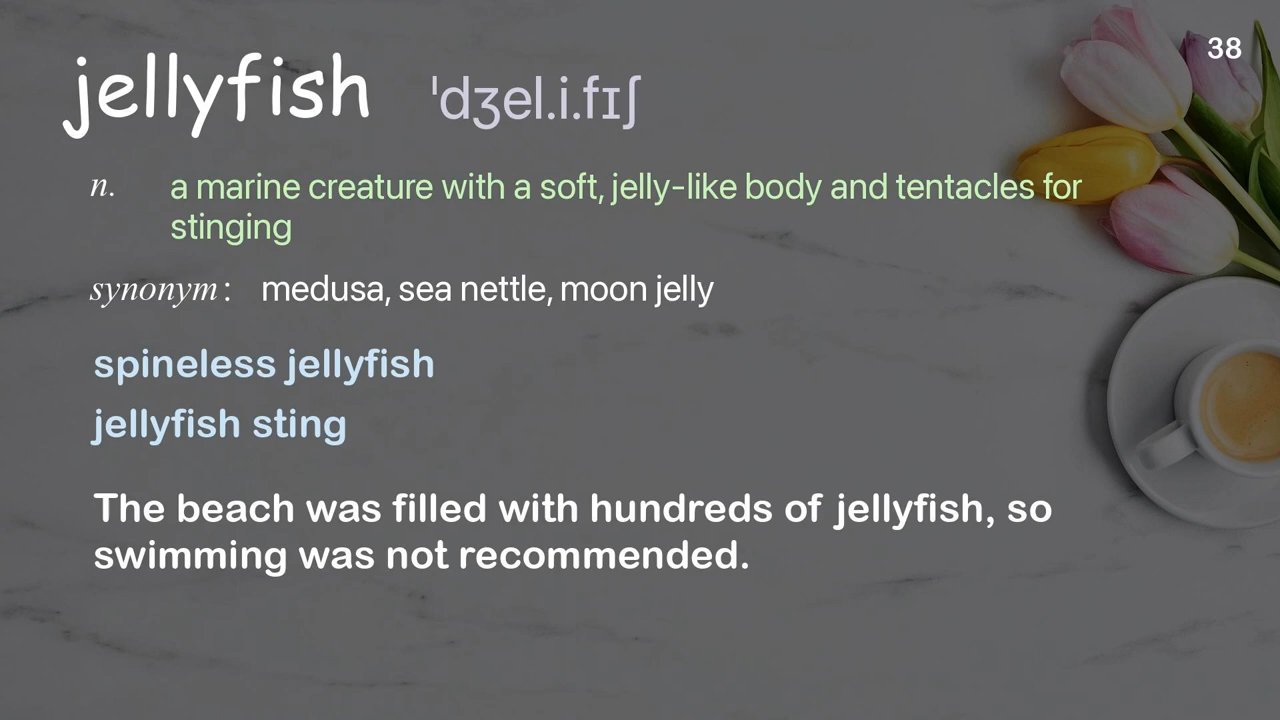 38
jellyfish ˈdʒel.i.fɪʃ
n. a marine creature with a soft, jelly-like body and tentacles for
stinging
synonym: medusa, sea nettle, moon jelly
spineless jellyfish
jellyfish sting
The beach was filled with hundreds of jellyfish, so
swimming was not recommended.